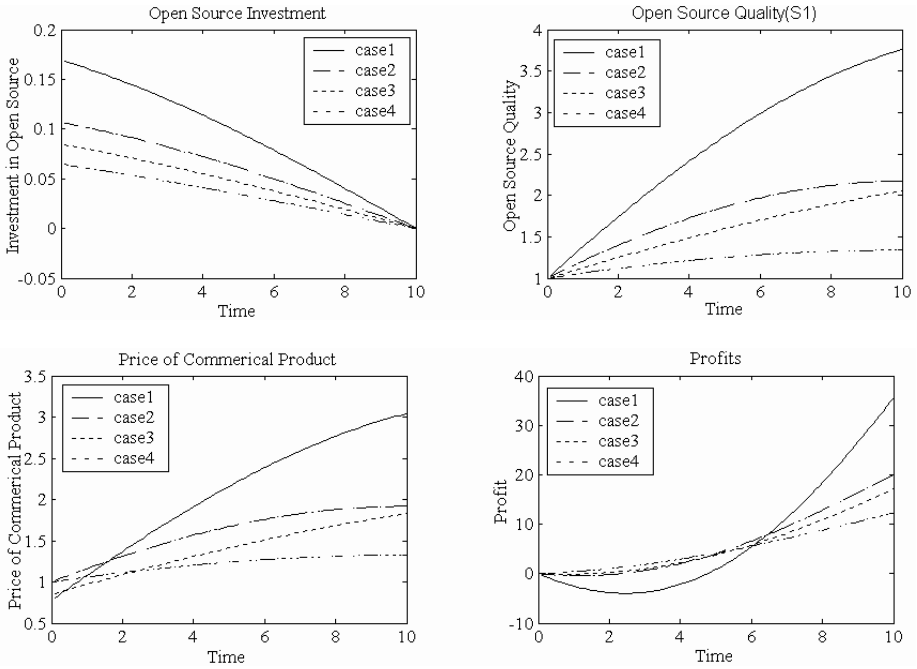 Open Source Investment
0.2
0.15
0.1
0.05
0
-0.05
Investment in Open Source
case1
case2
case3
case4
0 2 4 6 8 10
Time
Open Source Quality(S1)
4
3.5
3
2.5
2
1.5
1
Open Source Quality
case1
case2
case3
case4
0 2 4 6 8 10
Time
Price of Commerical Product
3.5
3
2.5
2
1.5
1
0.5
Price of Commerical Product
case1
case2
case3
case4
0 2 4 6 8 10
Time
Profits
40
30
20
10
0
-10
Profit
case1
case2
case3
case4
0 2 4 6 8 10
Time